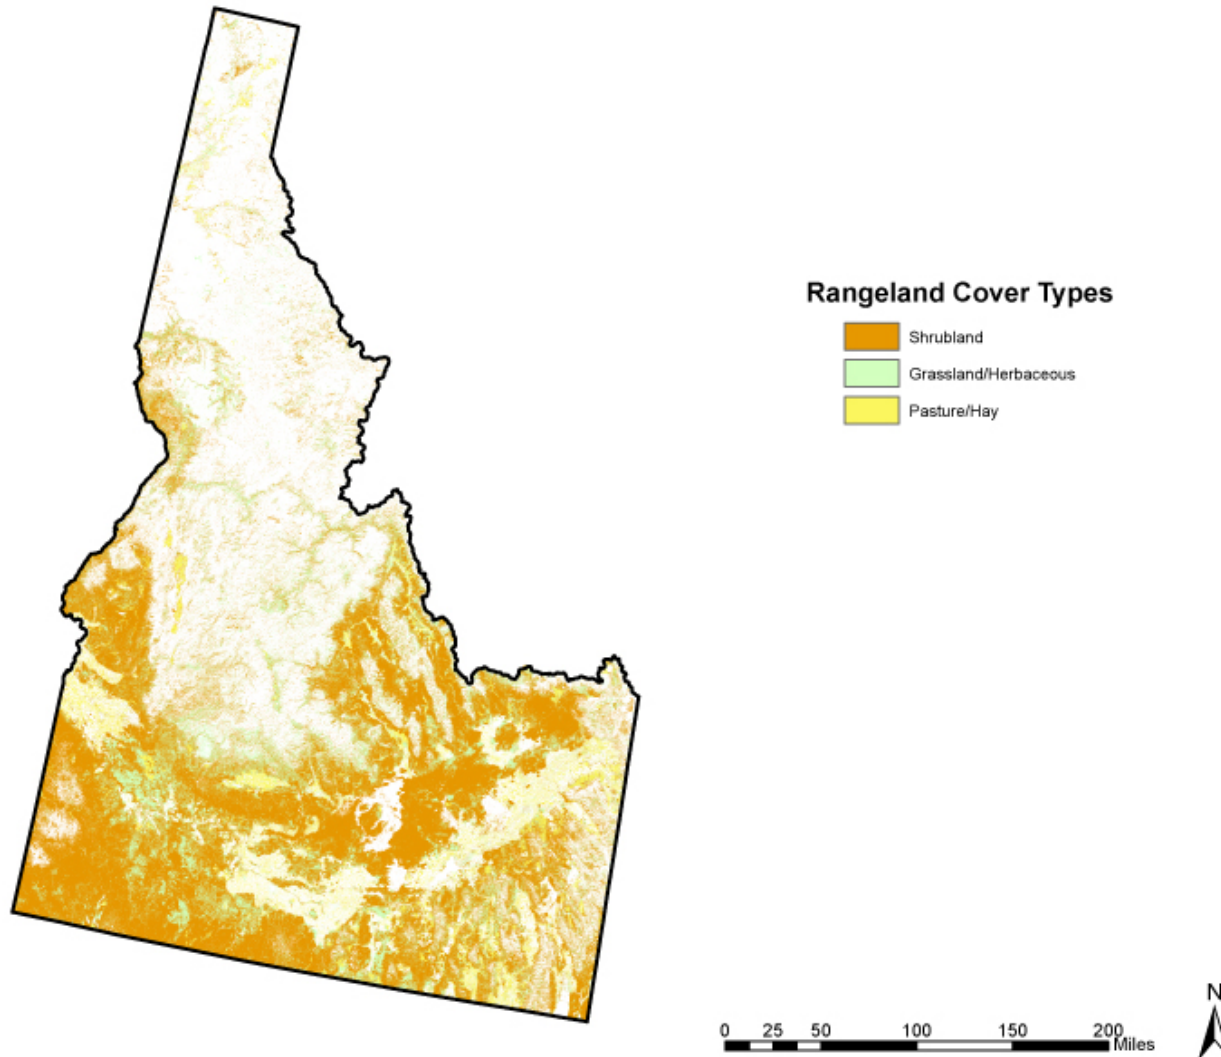 Rangeland Cover Types
Shrubland
Grassland/Herbaceous
Pasture/Hay
N
0 25 50 100 150 200
Miles